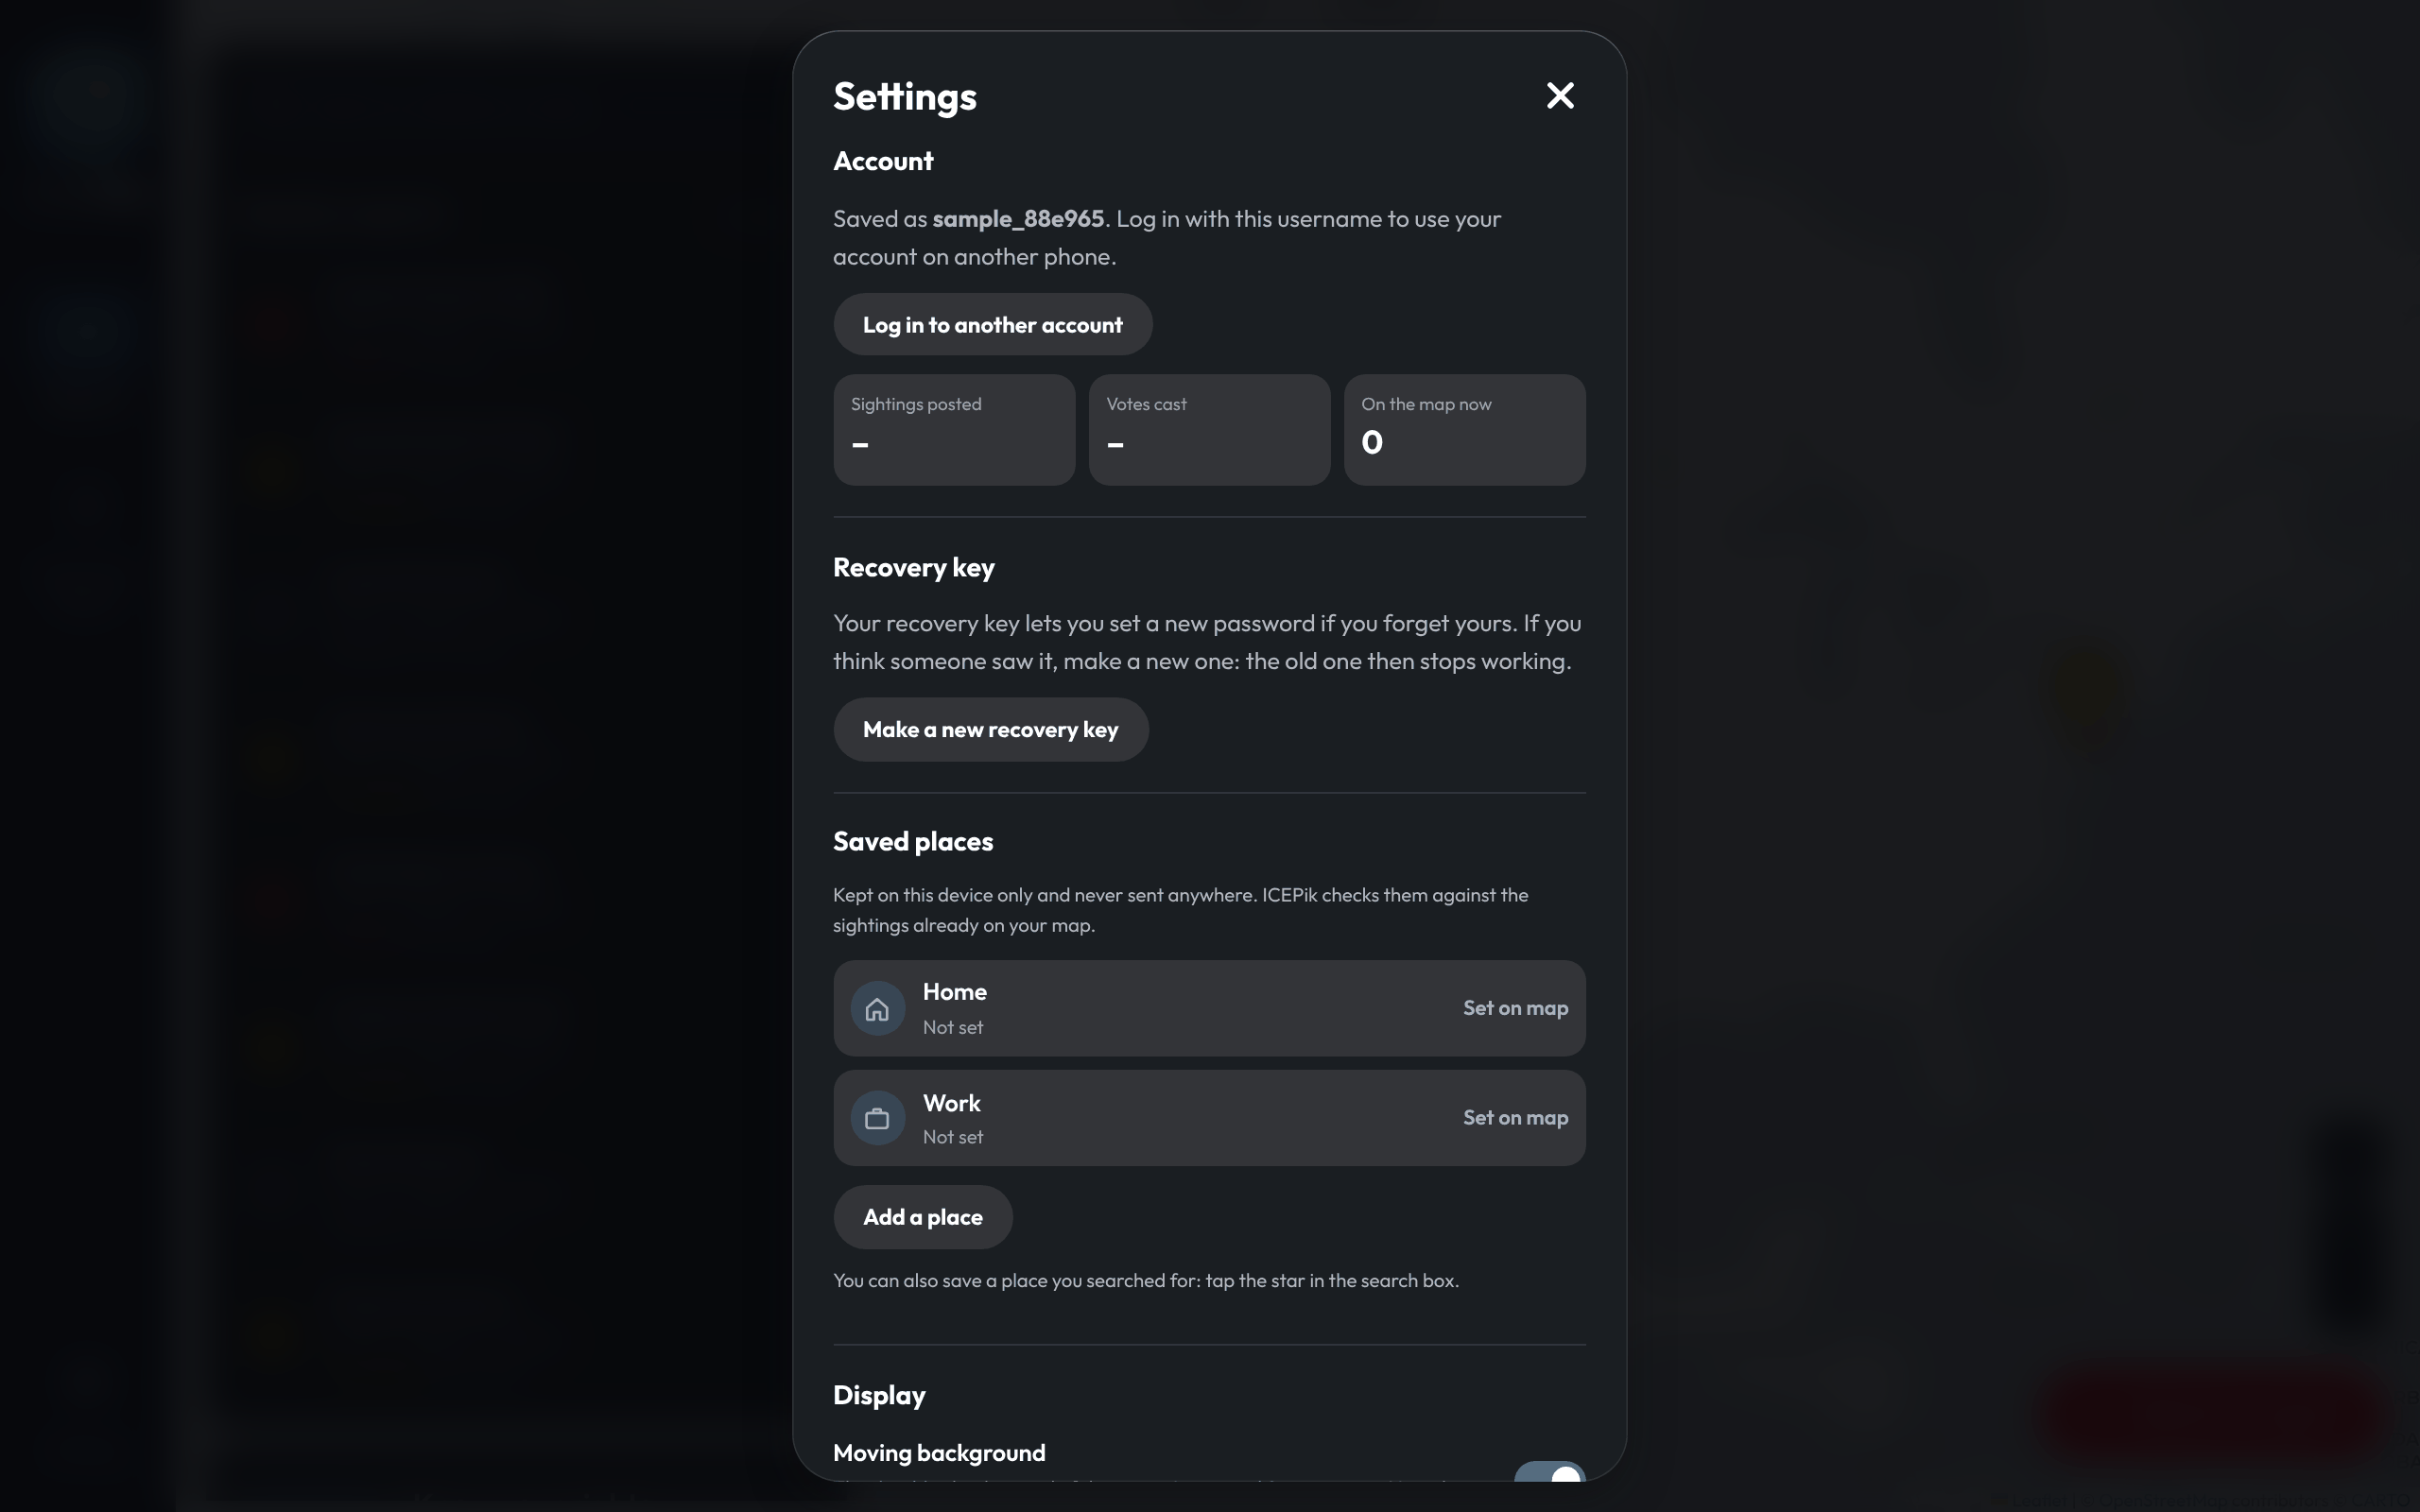 Settings
Account
Saved as sample_88e965. Log in with this username to use your
account on another phone.
Log in to another account
Sightings posted
–
Votes cast
–
On the map now
0
Recovery key
Your recovery key lets you set a new password if you forget yours. If you
think someone saw it, make a new one: the old one then stops working.
Make a new recovery key
Saved places
Kept on this device only and never sent anywhere. ICEPik checks them against the
sightings already on your map.
Home
Not set
Set on map
Work
Not set
Set on map
Add a place
You can also save a place you searched for: tap the star in the search box.
Display
Moving background